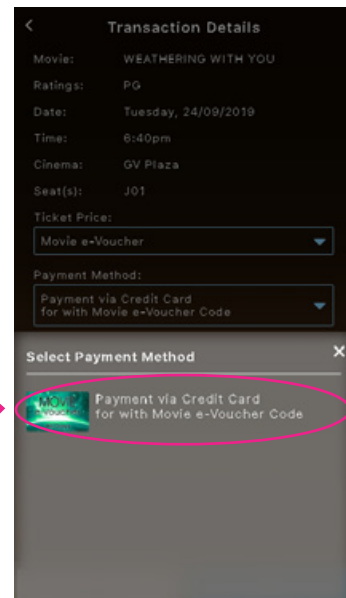 < Transaction Details
Movie: WEATHERING WITH YOU
Ratings: PG
Date: Tuesday, 24/09/2019
Time: 6:40pm
Cinema: GV Plaza
Seat(s): J01
Ticket Price:
Movie e-Voucher
Payment Method:
Payment via Credit Card
for with Movie e-Voucher Code
Select Payment Method ×
MOVIE
e-Voucher
Payment via Credit Card
for with Movie e-Voucher Code